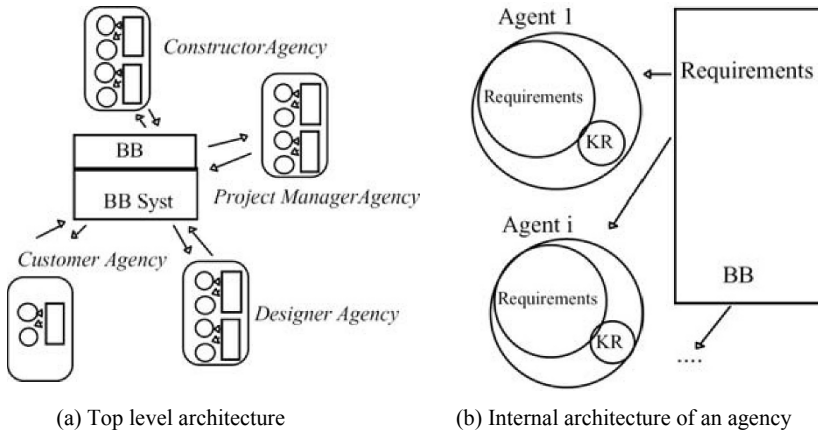 ConstructorAgency
BB
BB Syst
Project ManagerAgency
Customer Agency
Designer Agency
(a) Top level architecture
Agent 1
Requirements
KR
Requirements
Agent i
Requirements
KR
BB
....
(b) Internal architecture of an agency